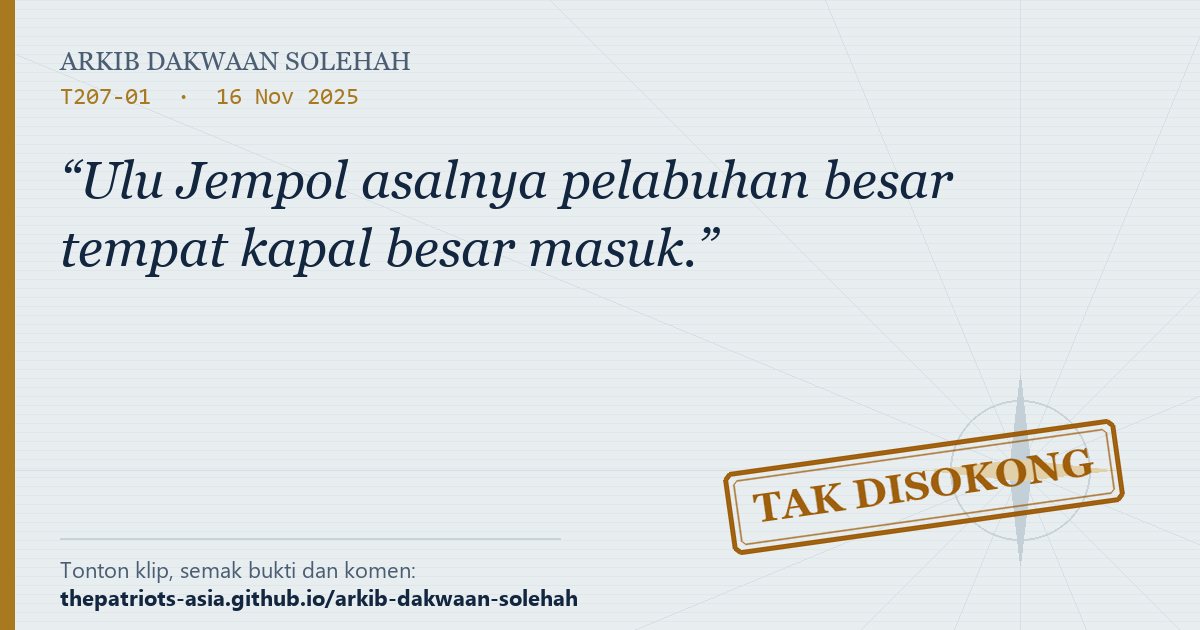 ARKIB DAKWAAN SOLEHAH
T207-01 · 16 Nov 2025
“Ulu Jempol asalnya pelabuhan besar
tempat kapal besar masuk.”
TAK DISOKONG
Tonton klip, semak bukti dan komen:
thepatriots-asia.github.io/arkib-dakwaan-solehah